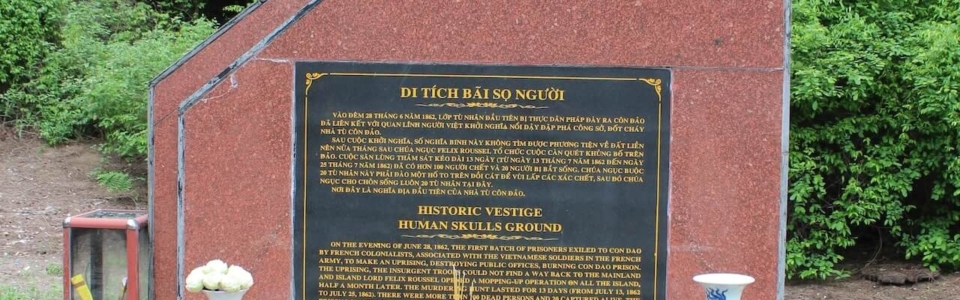 DI TÍCH BÃI SỌ NGƯỜI
VÀO ĐÊM 28 THÁNG 6 NĂM 1862, LỚP TÙ NHÂN ĐẦU TIÊN BỊ THỰC DÂN PHÁP ĐÀY RA CÔN ĐẢO
ĐÃ LIÊN KẾT VỚI QUAN LÍNH NGƯỜI VIỆT KHỞI NGHĨA NỔI DẬY ĐẬP PHÁ CÔNG SỞ, ĐỐT CHÁY
NHÀ TÙ CÔN ĐẢO.
SAU CUỘC KHỞI NGHĨA, SỐ NGHĨA BINH NÀY KHÔNG TÌM ĐƯỢC PHƯƠNG TIỆN VỀ ĐẤT LIỀN
NÊN NỬA THÁNG SAU CHÚA NGỤC FELIX ROUSSEL TỔ CHỨC CUỘC CÀN QUÉT KHỦNG BỐ TRÊN
ĐẢO. CUỘC SĂN LÙNG THẢM SÁT KÉO DÀI 13 NGÀY (TỪ NGÀY 13 THÁNG 7 NĂM 1862 ĐẾN NGÀY
25 THÁNG 7 NĂM 1862) ĐÃ CÓ HƠN 100 NGƯỜI CHẾT VÀ 20 NGƯỜI BỊ BẮT SỐNG. CHÚA NGỤC BUỘC
20 TÙ NHÂN NÀY PHẢI ĐÀO MỘT HỐ TO TRÊN ĐỒI CÁT ĐỂ VÙI LẤP CÁC XÁC CHẾT, SAU ĐÓ CHÚA
NGỤC CHO CHÔN SỐNG LUÔN 20 TÙ NHÂN TẠI ĐÂY.
NƠI ĐÂY LÀ NGHĨA ĐỊA ĐẦU TIÊN CỦA NHÀ TÙ CÔN ĐẢO.
HISTORIC VESTIGE
HUMAN SKULLS GROUND
ON THE EVENING OF JUNE 28, 1862, THE FIRST BATCH OF PRISONERS EXILED TO CON DAO
BY FRENCH COLONIALISTS, ASSOCIATED WITH THE VIETNAMESE SOLDIERS IN THE FRENCH
ARMY, TO MAKE AN UPRISING, DESTROYING PUBLIC OFFICES, BURNING CON DAO PRISON.
THE UPRISING, THE INSURGENT TROOPS COULD NOT FIND A WAY BACK TO THE MAINLAND
AND ISLAND LORD FELIX ROUSSEL OPENED A MOPPING-UP OPERATION ON ALL THE ISLAND,
HALF A MONTH LATER. THE MURDERING HUNT LASTED FOR 13 DAYS (FROM JULY 13, 1862
TO JULY 25, 1862). THERE WERE MORE THAN 100 DEAD PERSONS AND 20 CAPTURED ALIVE. THE